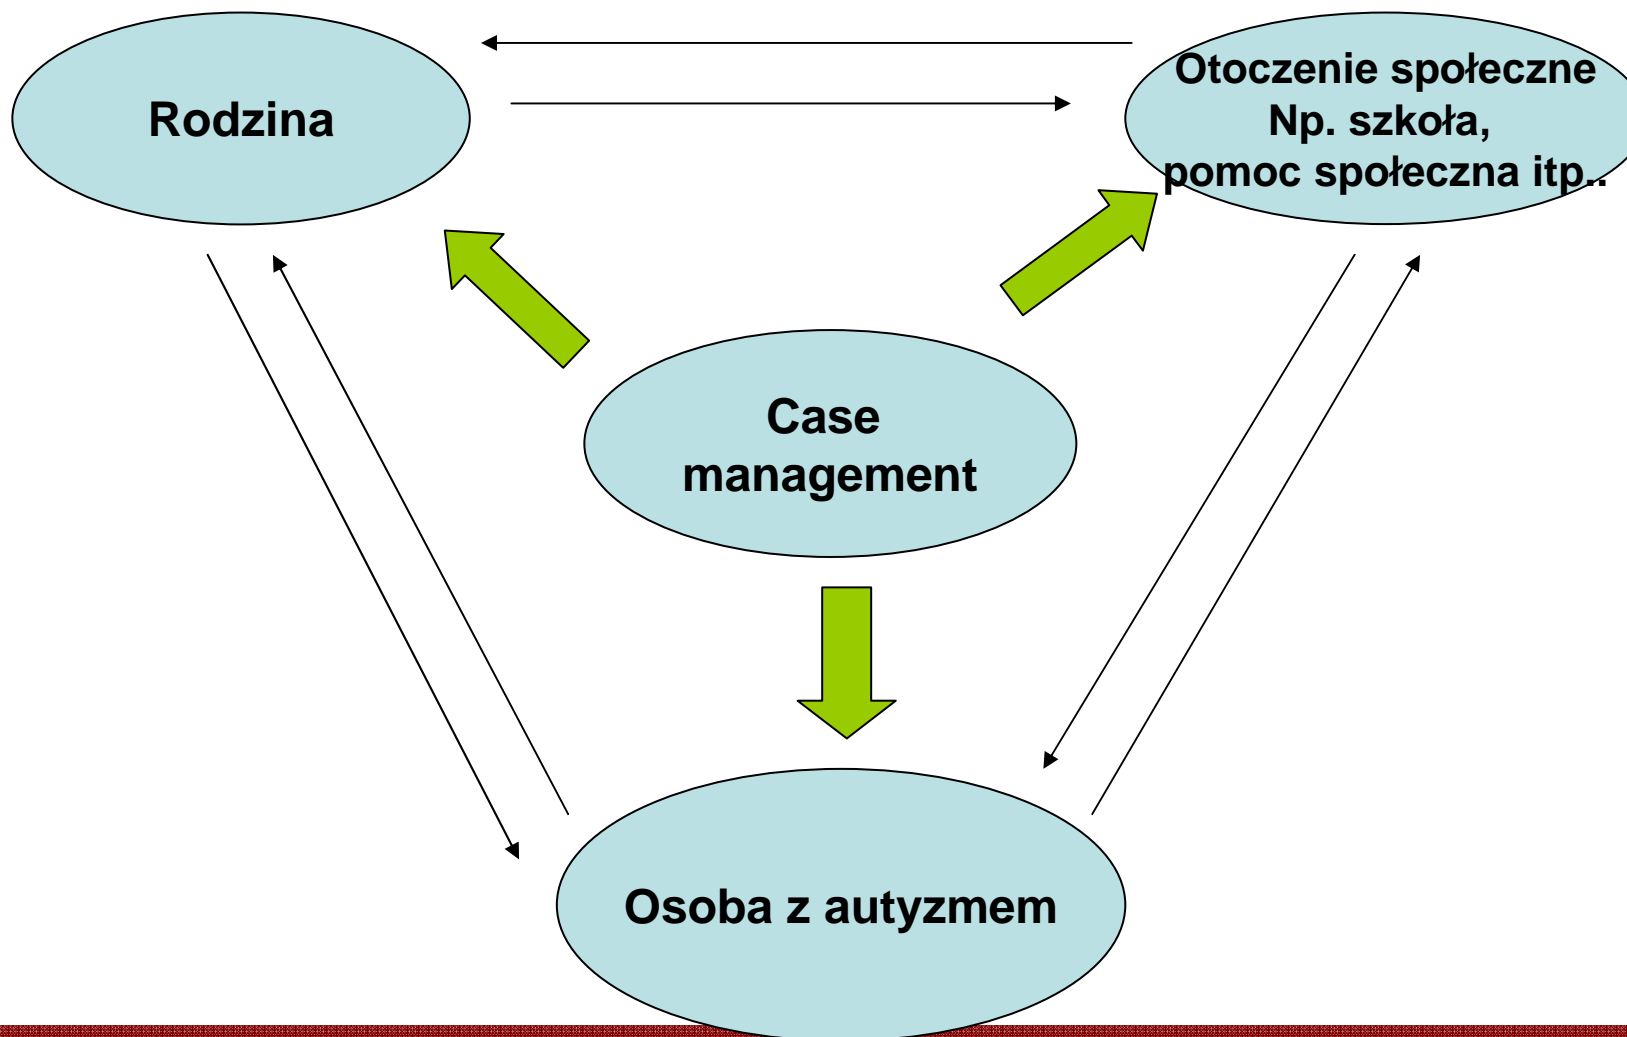 Rodzina
Otoczenie społeczne
Np. szkoła,
pomoc społeczna itp..
Case
management
Osoba z autyzmem